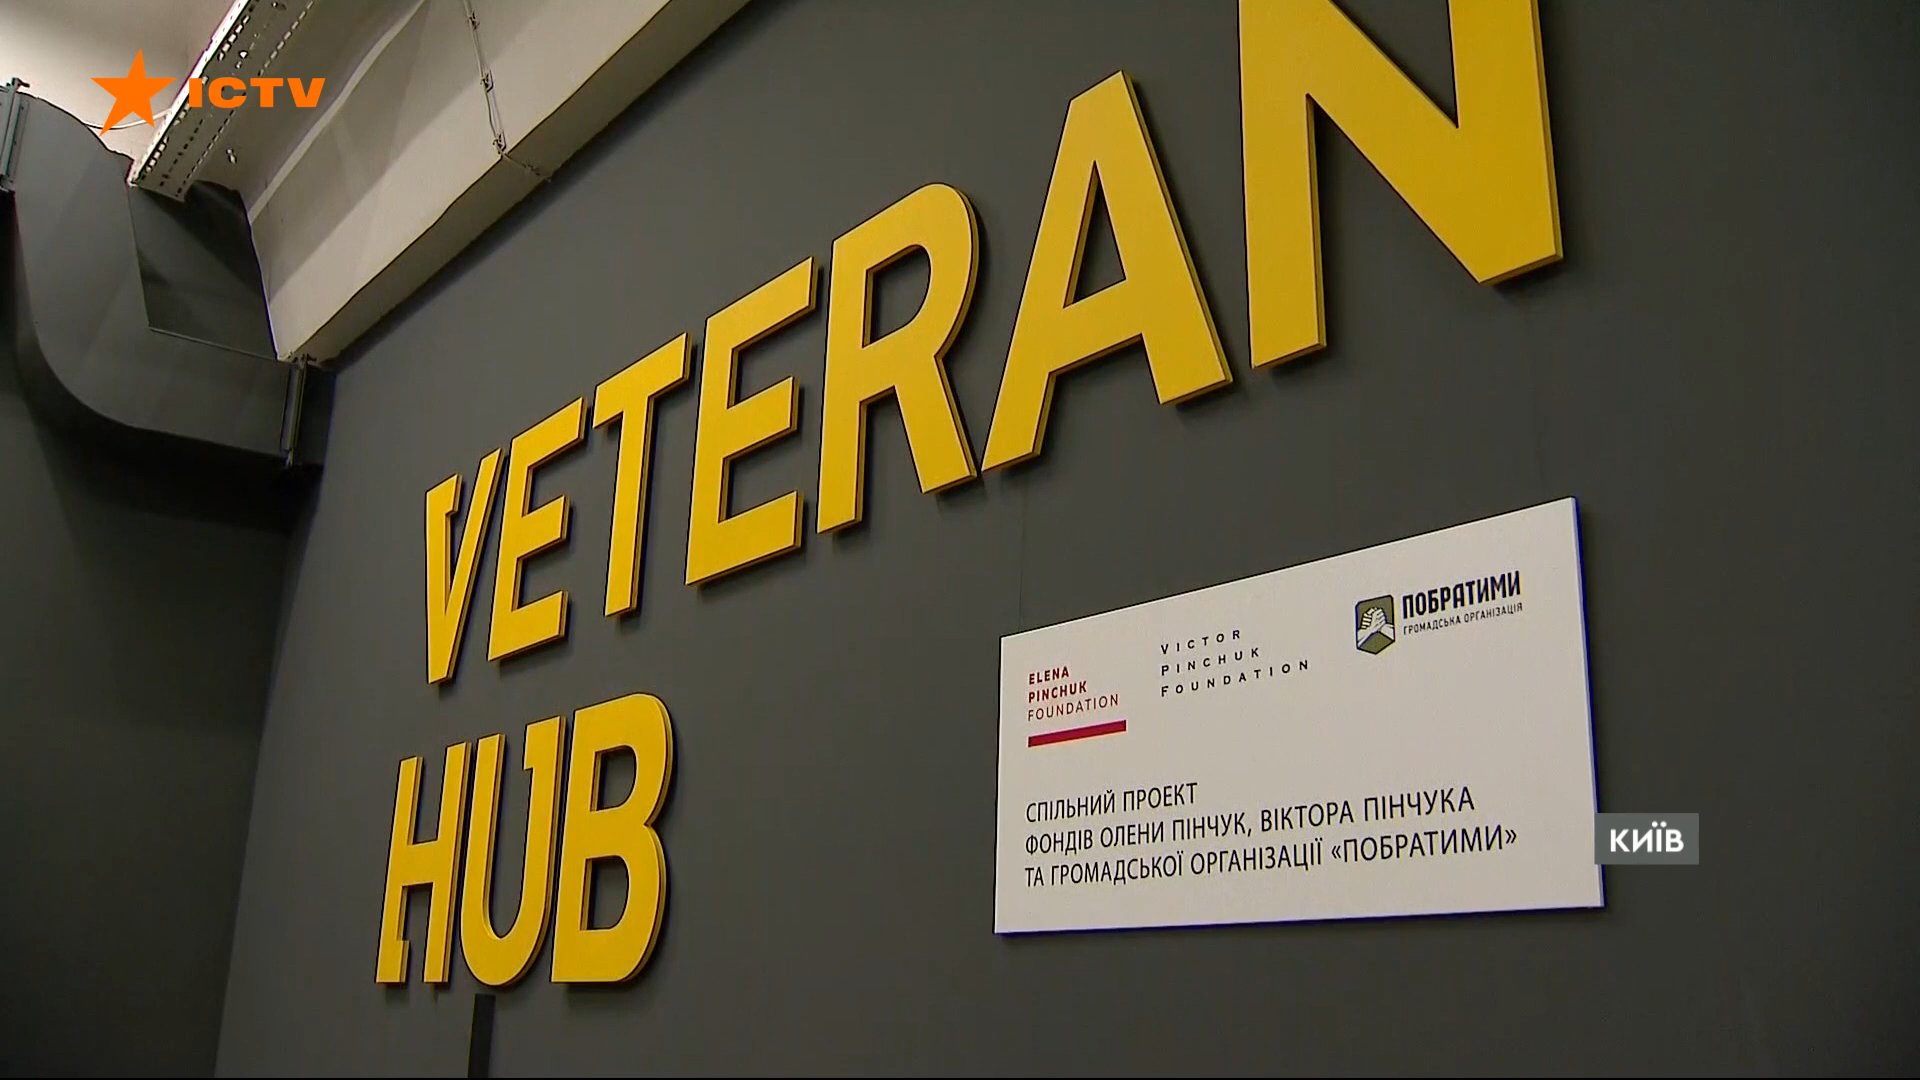 ICTV
VETERAN
HUB
ELENA
PINCHUK
FOUNDATION
VICTOR
PINCHUK
FOUNDATION
ПОБРАТИМИ
ГРОМАДСЬКА ОРГАНІЗАЦІЯ
СПІЛЬНИЙ ПРОЕКТ
ФОНДІВ ОЛЕНИ ПІНЧУК, ВІКТОРА ПІНЧУКА
ТА ГРОМАДСЬКОЇ ОРГАНІЗАЦІЇ «ПОБРАТИМИ»
КИЇВ